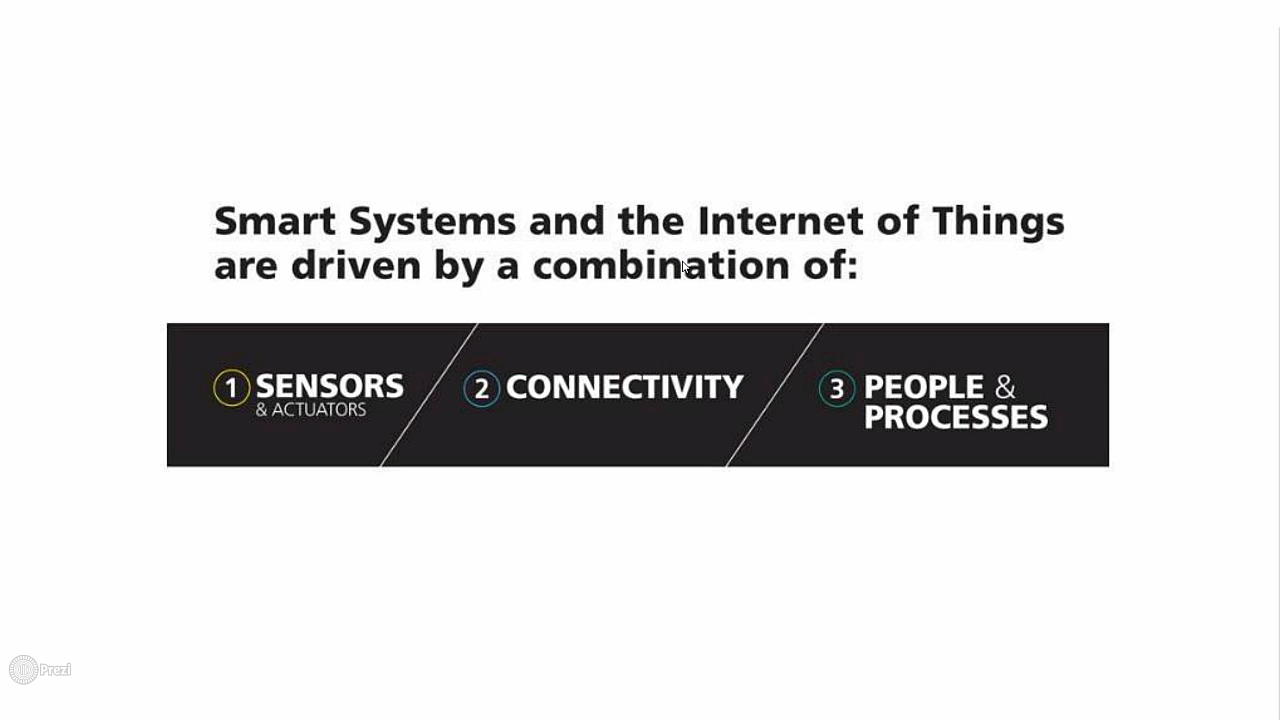 Smart Systems and the Internet of Things
are driven by a combination of:
1 SENSORS
& ACTUATORS
2 CONNECTIVITY
3 PEOPLE &
PROCESSES
Prezi